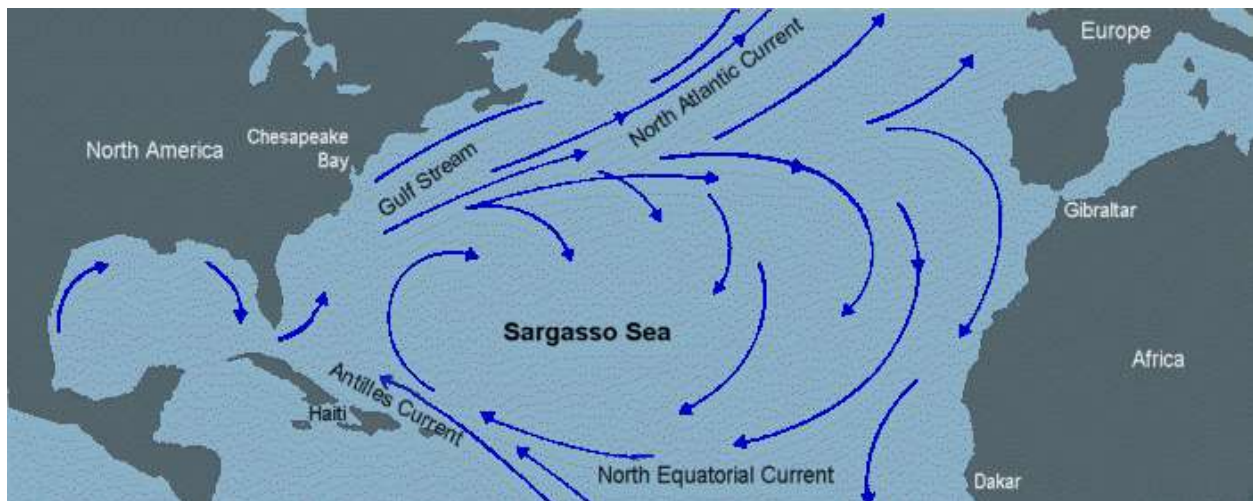 Europe
North Atlantic Current
Chesapeake
Bay
North America
Gulf Stream
Gibraltar
Sargasso Sea
Africa
Antilles Current
Haiti
North Equatorial Current
Dakar